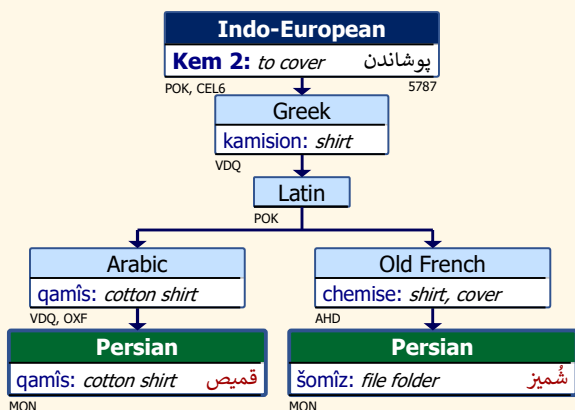 Indo-European
Kem 2: to cover پوشاندن
POK, CEL6 5787
Greek
kamision: shirt
VDQ
Latin
POK
Arabic
qamîs: cotton shirt
VDQ, OXF
Old French
chemise: shirt, cover
AHD
Persian
qamîs: cotton shirt قمیص
MON
Persian
šomîz: file folder شُمیز
MON